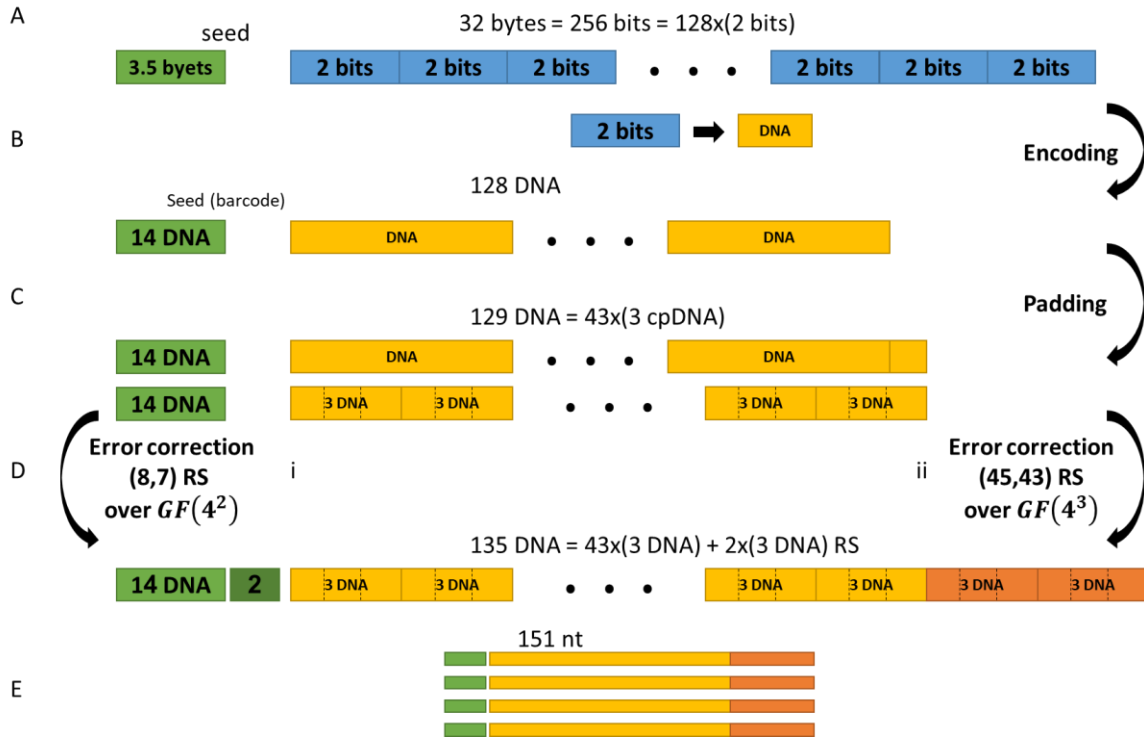 A
seed
32 bytes = 256 bits = 128x(2 bits)
3.5 byets
2 bits 2 bits 2 bits • • • 2 bits 2 bits 2 bits
B
2 bits DNA
Encoding
128 DNA
Seed (barcode)
14 DNA DNA • • • DNA
C
Padding
129 DNA = 43x(3 cpDNA)
14 DNA DNA • • • DNA
14 DNA 3 DNA 3 DNA • • • 3 DNA 3 DNA
D
Error correction
(8,7) RS
over GF(4²)
i
ii
Error correction
(45,43) RS
over GF(4³)
135 DNA = 43x(3 DNA) + 2x(3 DNA) RS
14 DNA 2 3 DNA 3 DNA • • • 3 DNA 3 DNA 3 DNA 3 DNA
151 nt
E